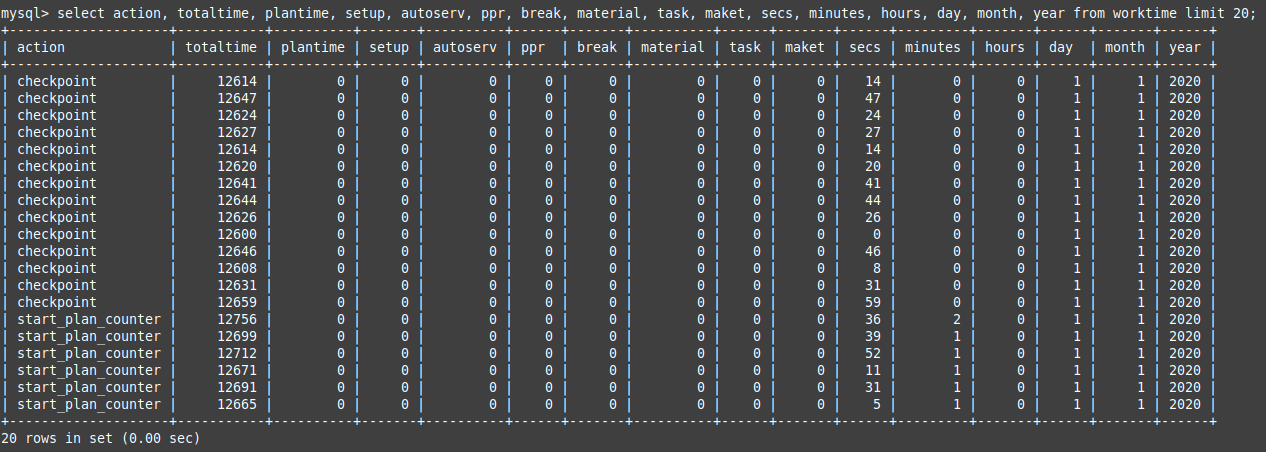 mysql> select action, totaltime, plantime, setup, autoserv, ppr, break, material, task, maket, secs, minutes, hours, day, month, year from worktime limit 20;
+--------------------+-----------+----------+-------+----------+------+-------+----------+------+-------+------+---------+-------+------+-------+------+
| action             | totaltime | plantime | setup | autoserv | ppr  | break | material | task | maket | secs | minutes | hours | day  | month | year |
+--------------------+-----------+----------+-------+----------+------+-------+----------+------+-------+------+---------+-------+------+-------+------+
| checkpoint         |     12614 |        0 |     0 |        0 |    0 |     0 |        0 |    0 |     0 |   14 |       0 |     0 |    1 |     1 | 2020 |
| checkpoint         |     12647 |        0 |     0 |        0 |    0 |     0 |        0 |    0 |     0 |   47 |       0 |     0 |    1 |     1 | 2020 |
| checkpoint         |     12624 |        0 |     0 |        0 |    0 |     0 |        0 |    0 |     0 |   24 |       0 |     0 |    1 |     1 | 2020 |
| checkpoint         |     12627 |        0 |     0 |        0 |    0 |     0 |        0 |    0 |     0 |   27 |       0 |     0 |    1 |     1 | 2020 |
| checkpoint         |     12614 |        0 |     0 |        0 |    0 |     0 |        0 |    0 |     0 |   14 |       0 |     0 |    1 |     1 | 2020 |
| checkpoint         |     12620 |        0 |     0 |        0 |    0 |     0 |        0 |    0 |     0 |   20 |       0 |     0 |    1 |     1 | 2020 |
| checkpoint         |     12641 |        0 |     0 |        0 |    0 |     0 |        0 |    0 |     0 |   41 |       0 |     0 |    1 |     1 | 2020 |
| checkpoint         |     12644 |        0 |     0 |        0 |    0 |     0 |        0 |    0 |     0 |   44 |       0 |     0 |    1 |     1 | 2020 |
| checkpoint         |     12626 |        0 |     0 |        0 |    0 |     0 |        0 |    0 |     0 |   26 |       0 |     0 |    1 |     1 | 2020 |
| checkpoint         |     12600 |        0 |     0 |        0 |    0 |     0 |        0 |    0 |     0 |    0 |       0 |     0 |    1 |     1 | 2020 |
| checkpoint         |     12646 |        0 |     0 |        0 |    0 |     0 |        0 |    0 |     0 |   46 |       0 |     0 |    1 |     1 | 2020 |
| checkpoint         |     12608 |        0 |     0 |        0 |    0 |     0 |        0 |    0 |     0 |    8 |       0 |     0 |    1 |     1 | 2020 |
| checkpoint         |     12631 |        0 |     0 |        0 |    0 |     0 |        0 |    0 |     0 |   31 |       0 |     0 |    1 |     1 | 2020 |
| checkpoint         |     12659 |        0 |     0 |        0 |    0 |     0 |        0 |    0 |     0 |   59 |       0 |     0 |    1 |     1 | 2020 |
| start_plan_counter |     12756 |        0 |     0 |        0 |    0 |     0 |        0 |    0 |     0 |   36 |       2 |     0 |    1 |     1 | 2020 |
| start_plan_counter |     12699 |        0 |     0 |        0 |    0 |     0 |        0 |    0 |     0 |   39 |       1 |     0 |    1 |     1 | 2020 |
| start_plan_counter |     12712 |        0 |     0 |        0 |    0 |     0 |        0 |    0 |     0 |   52 |       1 |     0 |    1 |     1 | 2020 |
| start_plan_counter |     12671 |        0 |     0 |        0 |    0 |     0 |        0 |    0 |     0 |   11 |       1 |     0 |    1 |     1 | 2020 |
| start_plan_counter |     12691 |        0 |     0 |        0 |    0 |     0 |        0 |    0 |     0 |   31 |       1 |     0 |    1 |     1 | 2020 |
| start_plan_counter |     12665 |        0 |     0 |        0 |    0 |     0 |        0 |    0 |     0 |    5 |       1 |     0 |    1 |     1 | 2020 |
+--------------------+-----------+----------+-------+----------+------+-------+----------+------+-------+------+---------+-------+------+-------+------+
20 rows in set (0.00 sec)